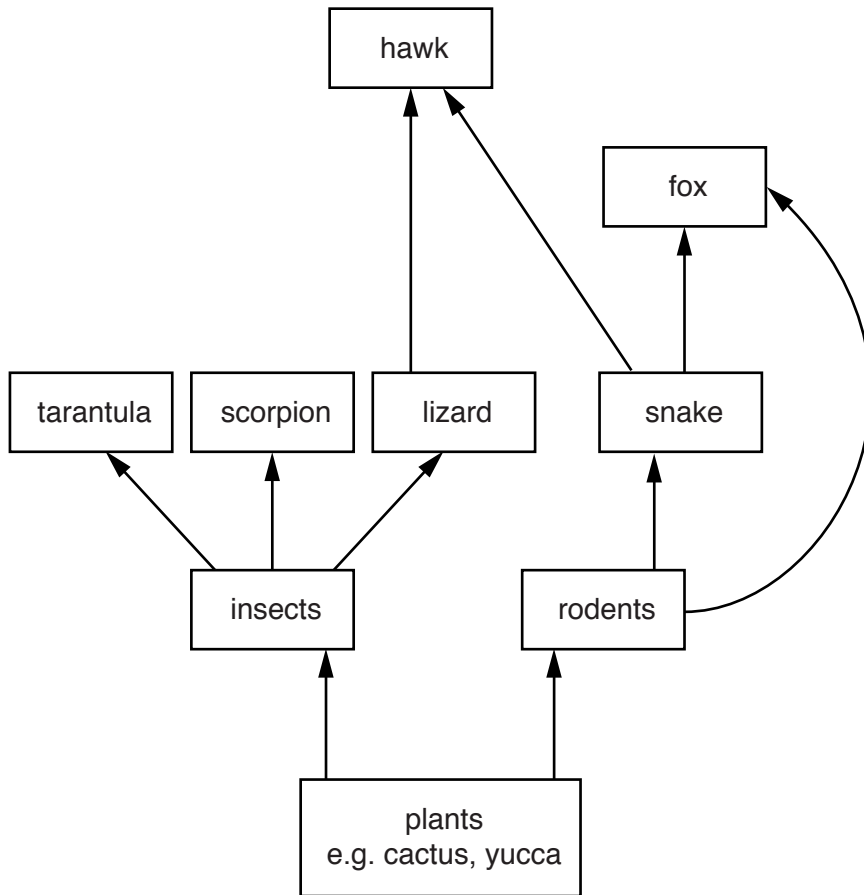 hawk
fox
tarantula
scorpion
lizard
snake
insects
rodents
plants
e.g. cactus, yucca